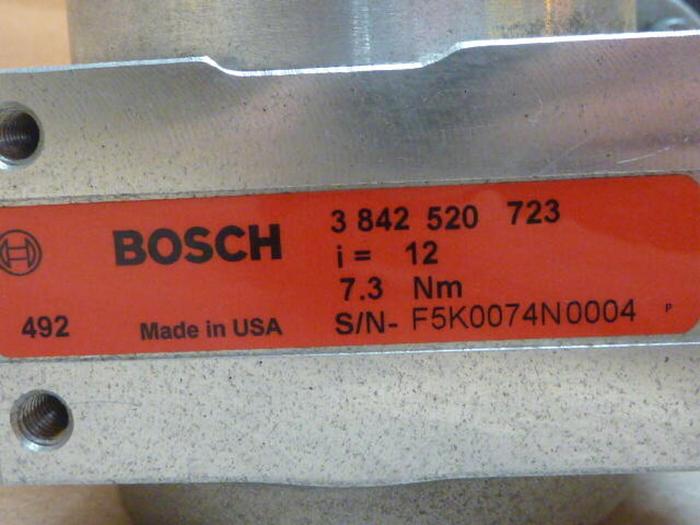 BOSCH
3 842 520 723
i = 12
7.3 Nm
492 Made in USA S/N- F5K0074N0004 P